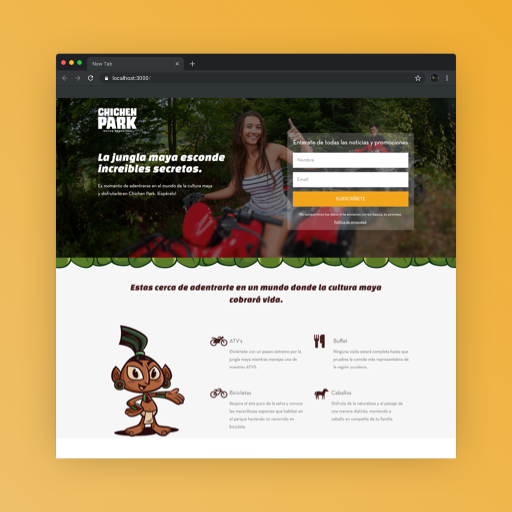 New Tab
localhost:3000/
CHICHEN
PARK
La jungla maya esconde
increíbles secretos.
Es momento de adentrarse en el mundo de la cultura maya
y disfrutarla en Chichen Park. ¡Espéralo!
Enterate de todas las noticias y promociones
Nombre
Email
SUSCRÍBETE
Política de privacidad
Estas cerca de adentrarte en un mundo donde la cultura maya
cobrará vida.
ATV's
Diviértete con un paseo extremo por la
jungla maya mientras manejas una de
nuestras ATVS
Buffet
Ninguna visita estará completa hasta que
pruebes la comida más representativa de
la región yucateca.
Bicicletas
Respira el aire puro de la selva y conoce
las maravillosas especies que habitan en
el parque haciendo un recorrido en
bicicleta.
Caballos
Disfruta de la naturaleza y el paisaje de
una manera distinta, montando a
caballo en compañía de tu familia.